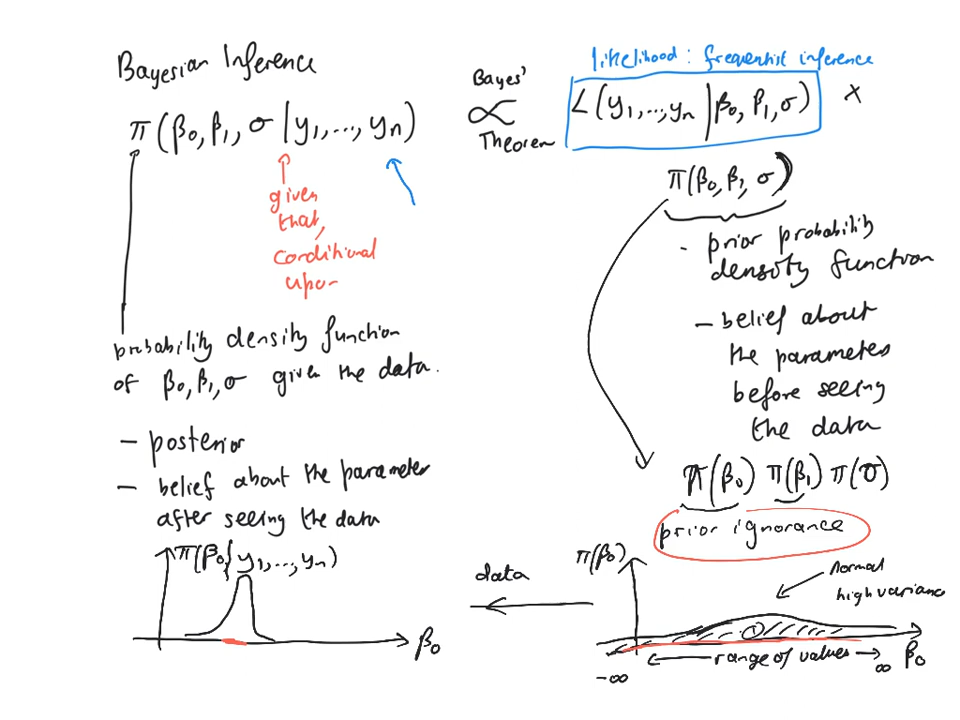 Bayesian Inference
π(β₀, β₁, σ | y₁, ..., yₙ)
given
that,
conditional
upon
probability density function
of β₀, β₁, σ given the data.
– posterior
– belief about the parameter
after seeing the data
π(β₀ | y₁, ..., yₙ)
β₀
Bayes'
∝
Theorem
likelihood: frequentist inference
L(y₁, ..., yₙ | β₀, β₁, σ) ×
π(β₀, β₁, σ)
- prior probability
density function
– belief about
the parameter
before seeing
the data
π(β₀) π(β₁) π(σ)
prior ignorance
data
π(β₀)
normal
high variance
1
range of values
-∞
∞
β₀